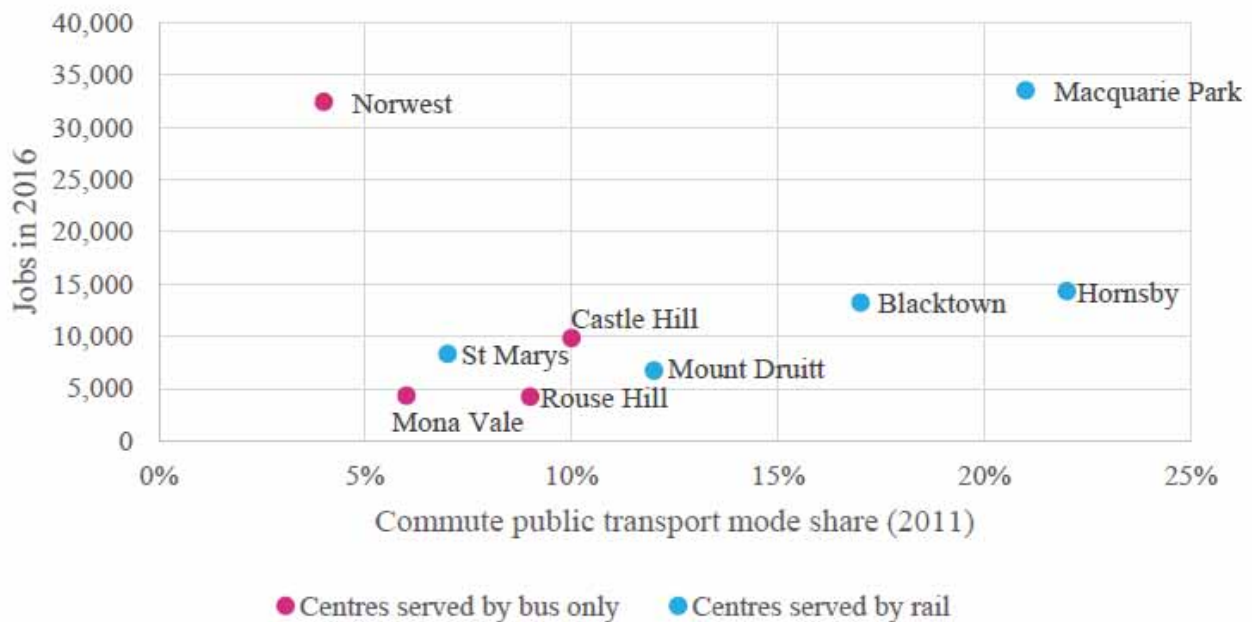 40,000
35,000
30,000
25,000
20,000
15,000
10,000
5,000
0
Jobs in 2016
Norwest
Macquarie Park
Hornsby
Blacktown
Castle Hill
St Marys
Mount Druitt
Rouse Hill
Mona Vale
0%
5%
10%
15%
20%
25%
Commute public transport mode share (2011)
Centres served by bus only
Centres served by rail